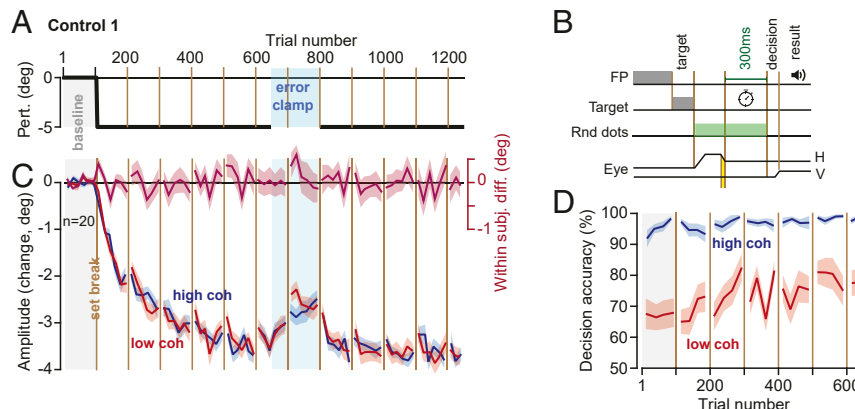 A
Control 1
Trial number
1 200 400 600 800 1000 1200
Pert. (deg)
0
-5
baseline
error
clamp
B
target
300ms
decision
result
FP
Target
Rnd dots
Eye
H
V
C
Amplitude (change, deg)
0
-1
-2
-3
-4
n=20
set break
high coh
low coh
0
-1
Within subj. diff. (deg)
D
Decision accuracy (%)
100
90
80
70
60
50
high coh
low coh
1 200 400 600
Trial number